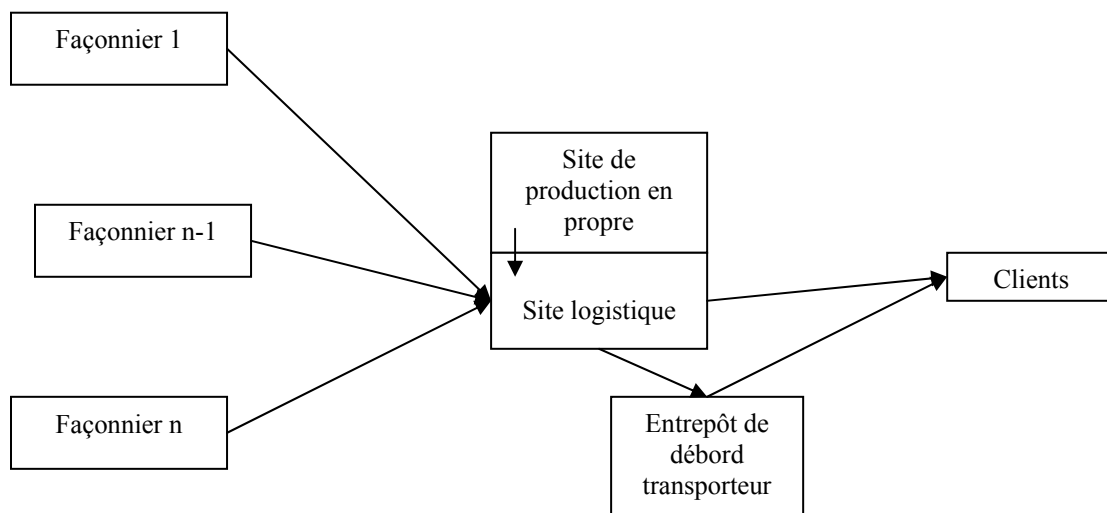 Façonnier 1
Site de
production en
propre
Façonnier n-1
Clients
Site logistique
Façonnier n
Entrepôt de
débord
transporteur